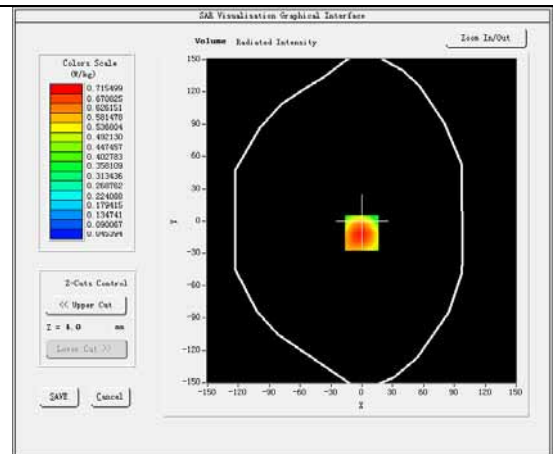 SAR Visualisation Graphical Interface
Volume Radiated Intensity
Zoom In/Out
Colors Scale
(W/kg)
0.715499
0.670825
0.626151
0.581478
0.536804
0.492130
0.447457
0.402783
0.358109
0.313436
0.268762
0.224088
0.179415
0.134741
0.090067
0.045394
150
90
60
30
0
-30
-60
-90
-150
Y
-150
-120
-90
-60
-30
0
30
60
90
120
150
X
Z-Cuts Control
<< Upper Cut
Z = 4.0 mm
Lower Cut >>
SAVE
Cancel